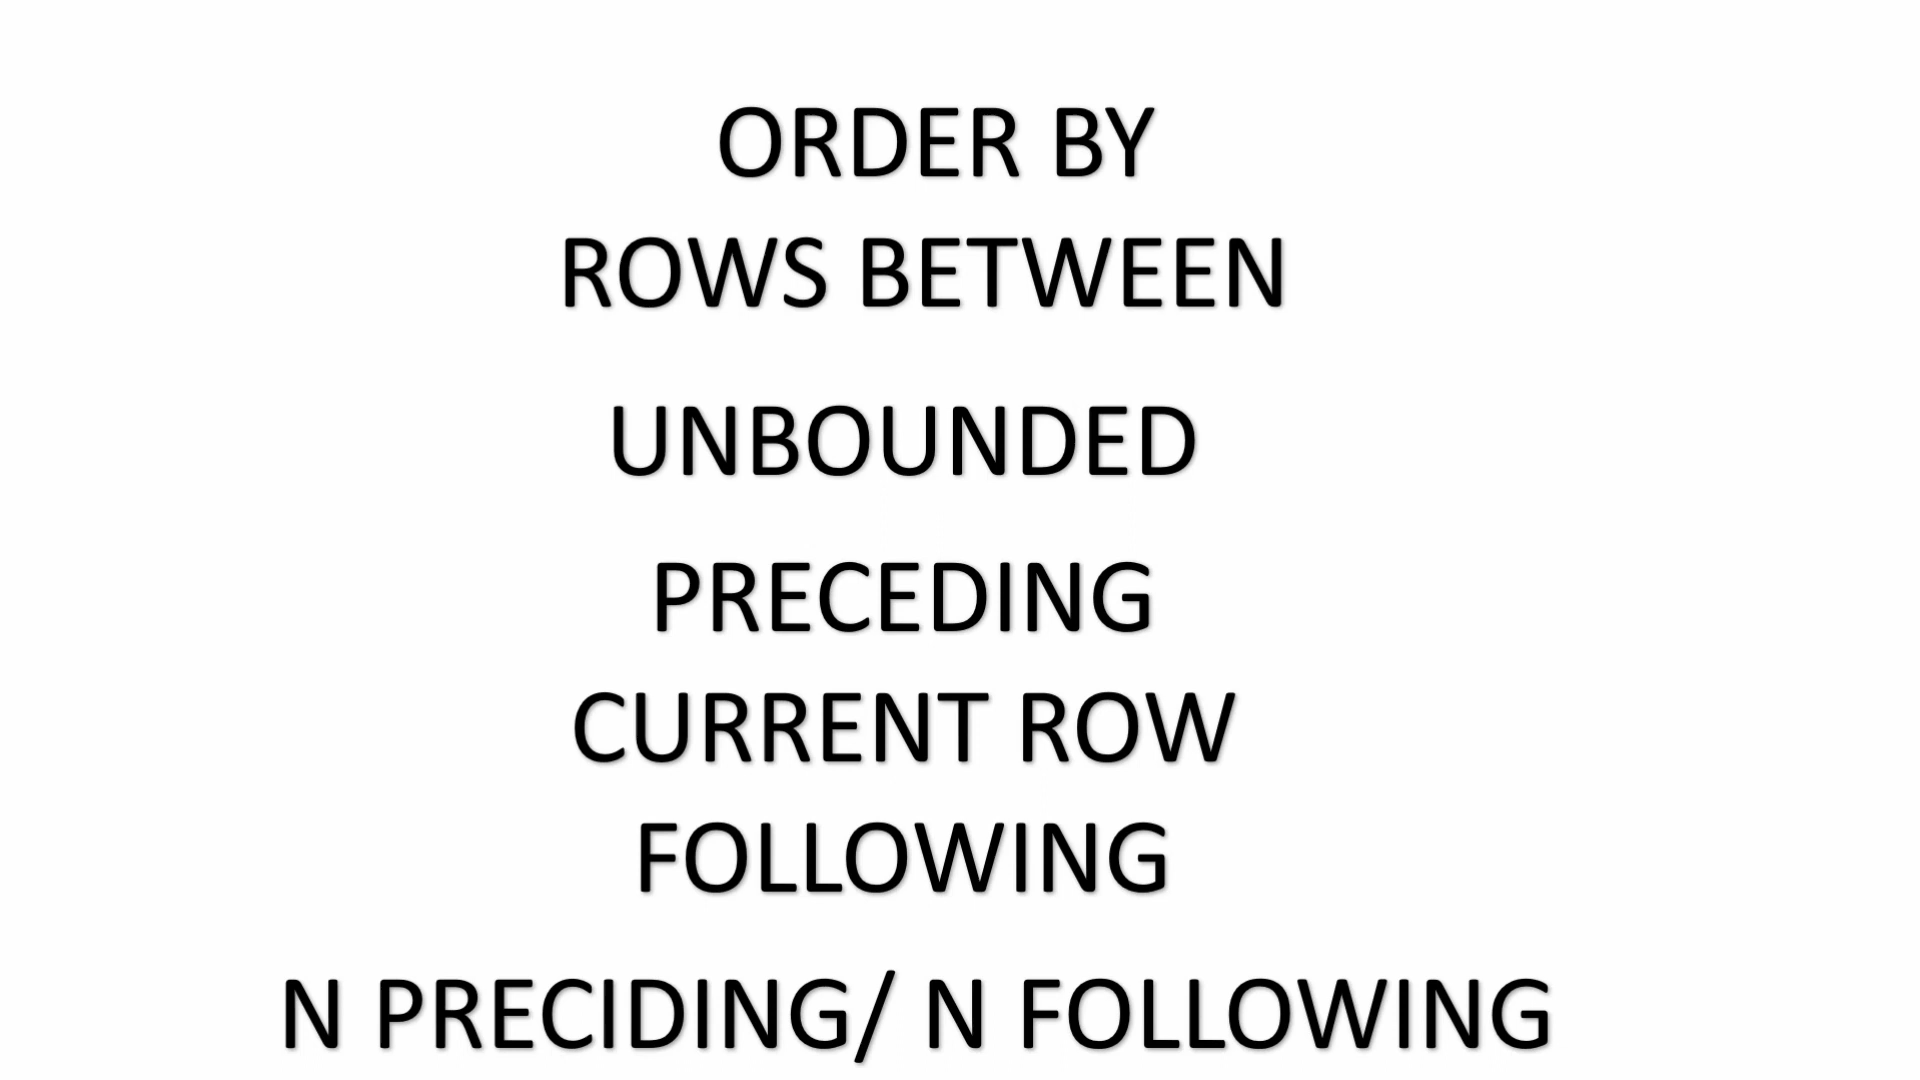 ORDER BY
ROWS BETWEEN
UNBOUNDED
PRECEDING
CURRENT ROW
FOLLOWING
N PRECIDING/ N FOLLOWING